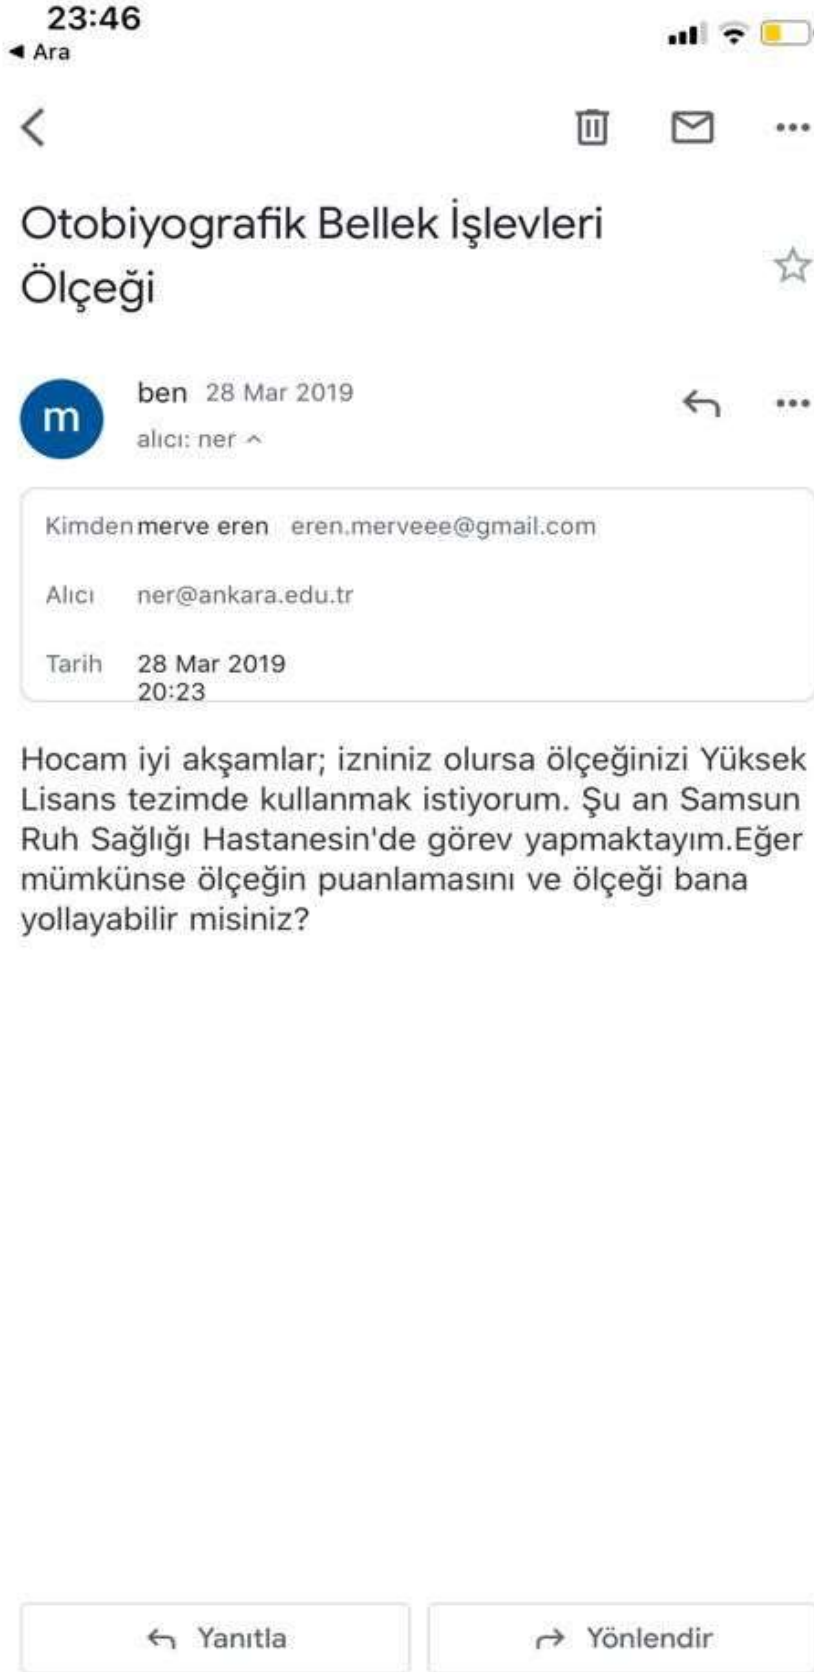 23:46
◀ Ara
Otobiyografik Bellek İşlevleri
Ölçeği
m
ben 28 Mar 2019
alıcı: ner
Kimden merve eren eren.merveee@gmail.com
Alıcı ner@ankara.edu.tr
Tarih 28 Mar 2019
20:23
Hocam iyi akşamlar; izniniz olursa ölçeğinizi Yüksek
Lisans tezimde kullanmak istiyorum. Şu an Samsun
Ruh Sağlığı Hastanesin'de görev yapmaktayım.Eğer
mümkünse ölçeğin puanlamasını ve ölçeği bana
yollayabilir misiniz?
Yanıtla
Yönlendir